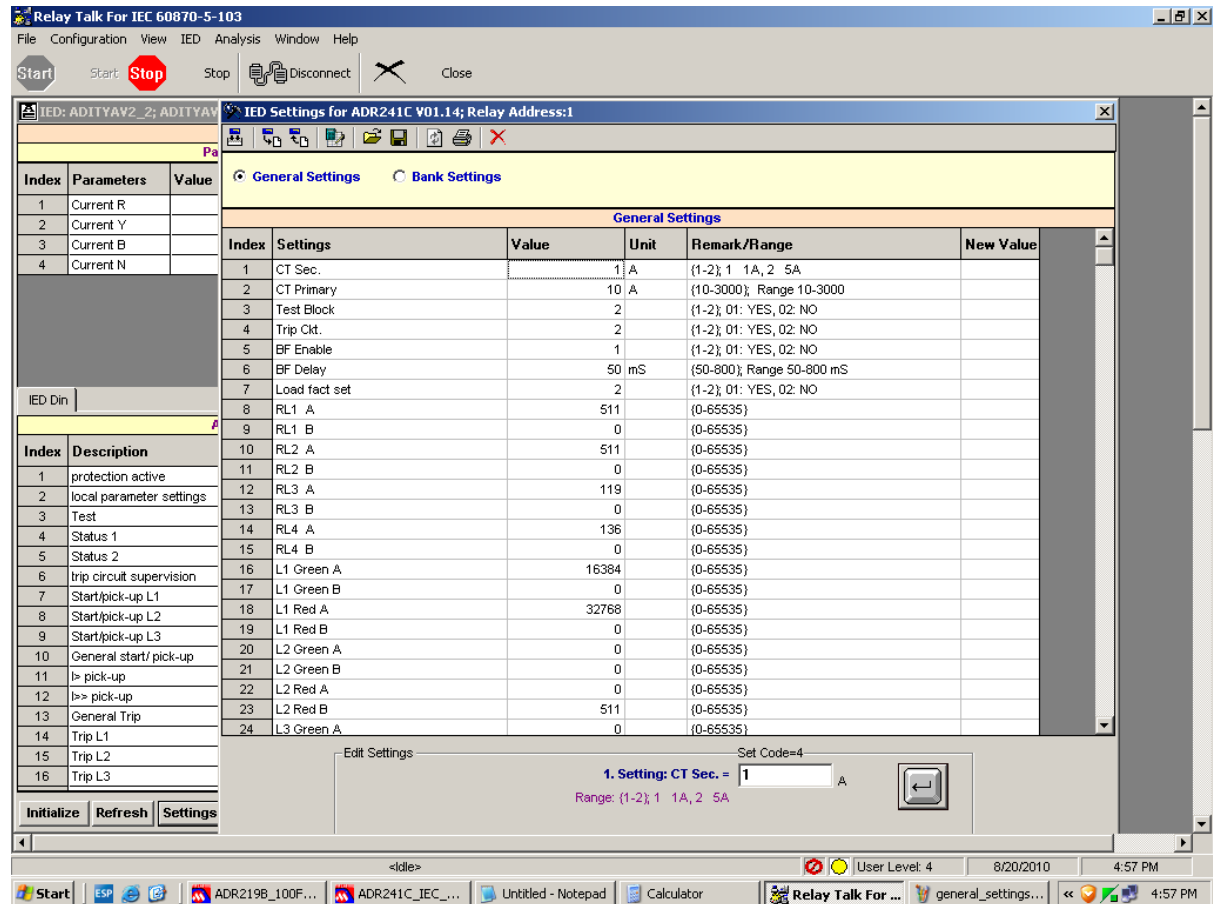 Relay Talk For IEC 60870-5-103
File Configuration View IED Analysis Window Help
Start Start Stop Stop Disconnect Close
IED: ADITYAV2_2; ADITYAV
Pa
Index Parameters Value
1 Current R
2 Current Y
3 Current B
4 Current N
IED Din
A
Index Description
1 protection active
2 local parameter settings
3 Test
4 Status 1
5 Status 2
6 trip circuit supervision
7 Start/pick-up L1
8 Start/pick-up L2
9 Start/pick-up L3
10 General start/ pick-up
11 I> pick-up
12 I>> pick-up
13 General Trip
14 Trip L1
15 Trip L2
16 Trip L3
Initialize Refresh Settings
IED Settings for ADR241C V01.14; Relay Address:1
General Settings Bank Settings
General Settings
Index Settings Value Unit Remark/Range New Value
1 CT Sec. 1 A {1-2}; 1 1A, 2 5A
2 CT Primary 10 A {10-3000}; Range 10-3000
3 Test Block 2 {1-2}; 01: YES, 02: NO
4 Trip Ckt. 2 {1-2}; 01: YES, 02: NO
5 BF Enable 1 {1-2}; 01: YES, 02: NO
6 BF Delay 50 mS {50-800}; Range 50-800 mS
7 Load fact set 2 {1-2}; 01: YES, 02: NO
8 RL1 A 511 {0-65535}
9 RL1 B 0 {0-65535}
10 RL2 A 511 {0-65535}
11 RL2 B 0 {0-65535}
12 RL3 A 119 {0-65535}
13 RL3 B 0 {0-65535}
14 RL4 A 136 {0-65535}
15 RL4 B 0 {0-65535}
16 L1 Green A 16384 {0-65535}
17 L1 Green B 0 {0-65535}
18 L1 Red A 32768 {0-65535}
19 L1 Red B 0 {0-65535}
20 L2 Green A 0 {0-65535}
21 L2 Green B 0 {0-65535}
22 L2 Red A 0 {0-65535}
23 L2 Red B 511 {0-65535}
24 L3 Green A 0 {0-65535}
Edit Settings Set Code=4
1. Setting: CT Sec. = 1 A
Range: {1-2}; 1 1A, 2 5A
<Idle> User Level: 4 8/20/2010 4:57 PM
Start ESP ADR219B_100F... ADR241C_IEC_... Untitled - Notepad Calculator Relay Talk For ... general_settings... « 4:57 PM